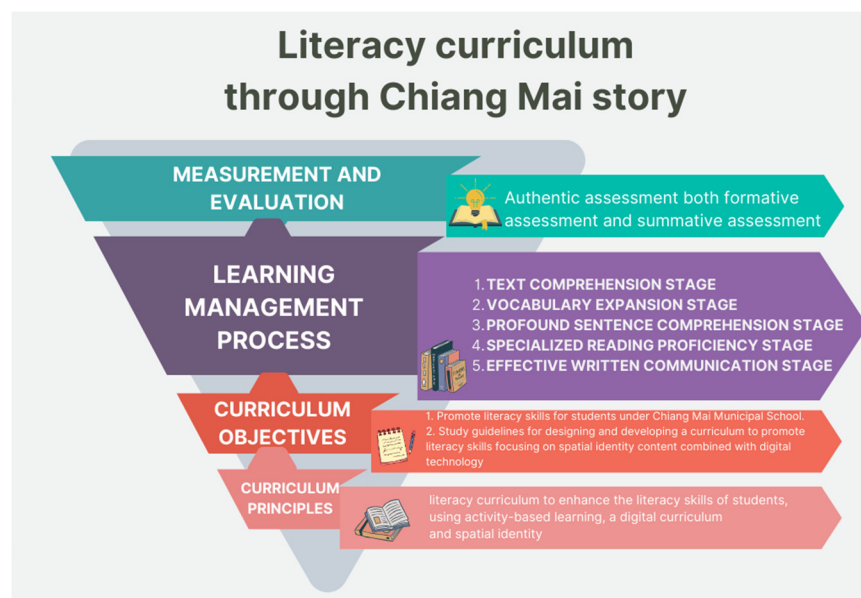 Literacy curriculum
through Chiang Mai story
MEASUREMENT AND
EVALUATION
Authentic assessment both formative
assessment and summative assessment
LEARNING
MANAGEMENT
PROCESS
1. TEXT COMPREHENSION STAGE
2. VOCABULARY EXPANSION STAGE
3. PROFOUND SENTENCE COMPREHENSION STAGE
4. SPECIALIZED READING PROFICIENCY STAGE
5. EFFECTIVE WRITTEN COMMUNICATION STAGE
CURRICULUM
OBJECTIVES
1. Promote literacy skills for students under Chiang Mai Municipal School.
2. Study guidelines for designing and developing a curriculum to promote
literacy skills focusing on spatial identity content combined with digital
technology
CURRICULUM
PRINCIPLES
literacy curriculum to enhance the literacy skills of students,
using activity-based learning, a digital curriculum
and spatial identity